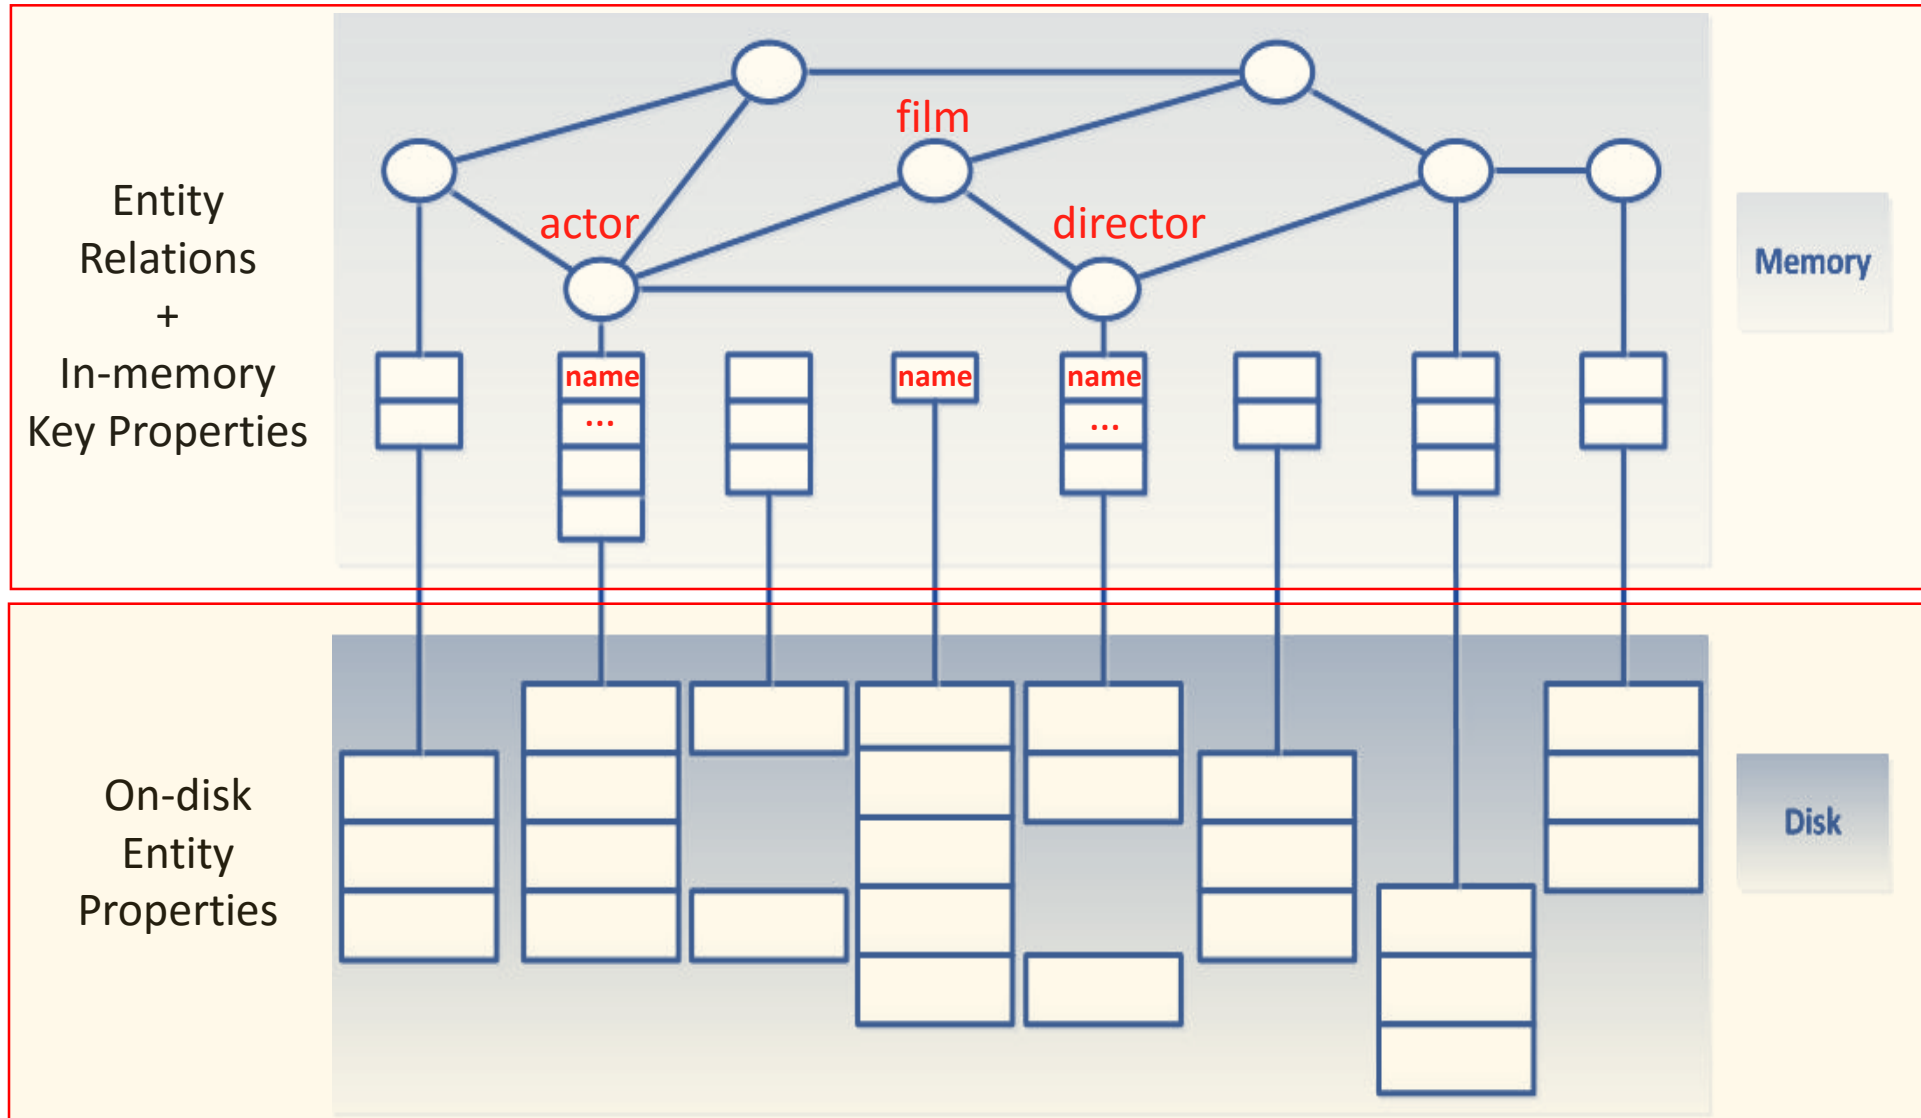 Entity
Relations
+
In-memory
Key Properties
film
actor
director
name
...
name
name
...
Memory
On-disk
Entity
Properties
Disk